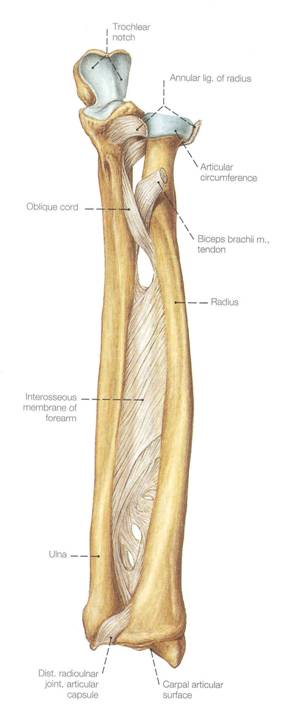 Trochlear
notch
Annular lig. of radius
Articular
circumference
Oblique cord
Biceps brachii m.,
tendon
Radius
Interosseous
membrane of
forearm
Ulna
Dist. radioulnar
joint, articular
capsule
Carpal articular
surface